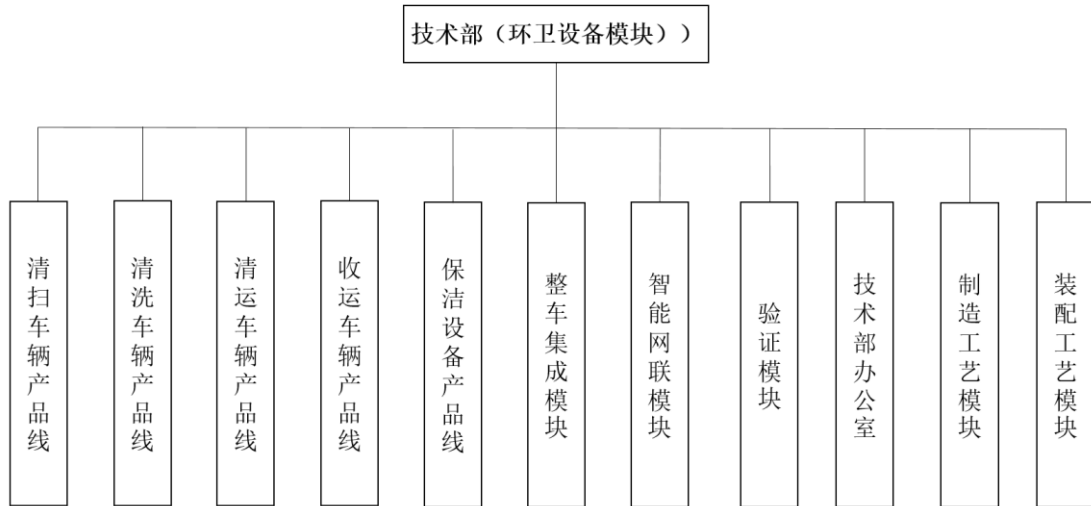 技术部（环卫设备模块））
清扫车辆产品线
清洗车辆产品线
清运车辆产品线
收运车辆产品线
保洁设备产品线
整车集成模块
智能网联模块
验证模块
技术部办公室
制造工艺模块
装配工艺模块